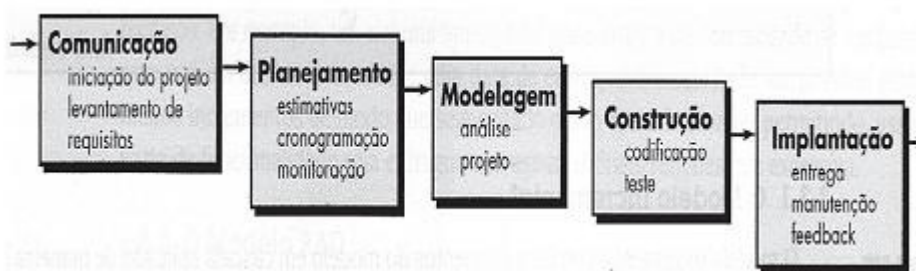 Comunicação
iniciação do projeto
levantamento de
requisitos
Planejamento
estimativas
cronogramação
monitoração
Modelagem
análise
projeto
Construção
codificação
teste
Implantação
entrega
manutenção
feedback